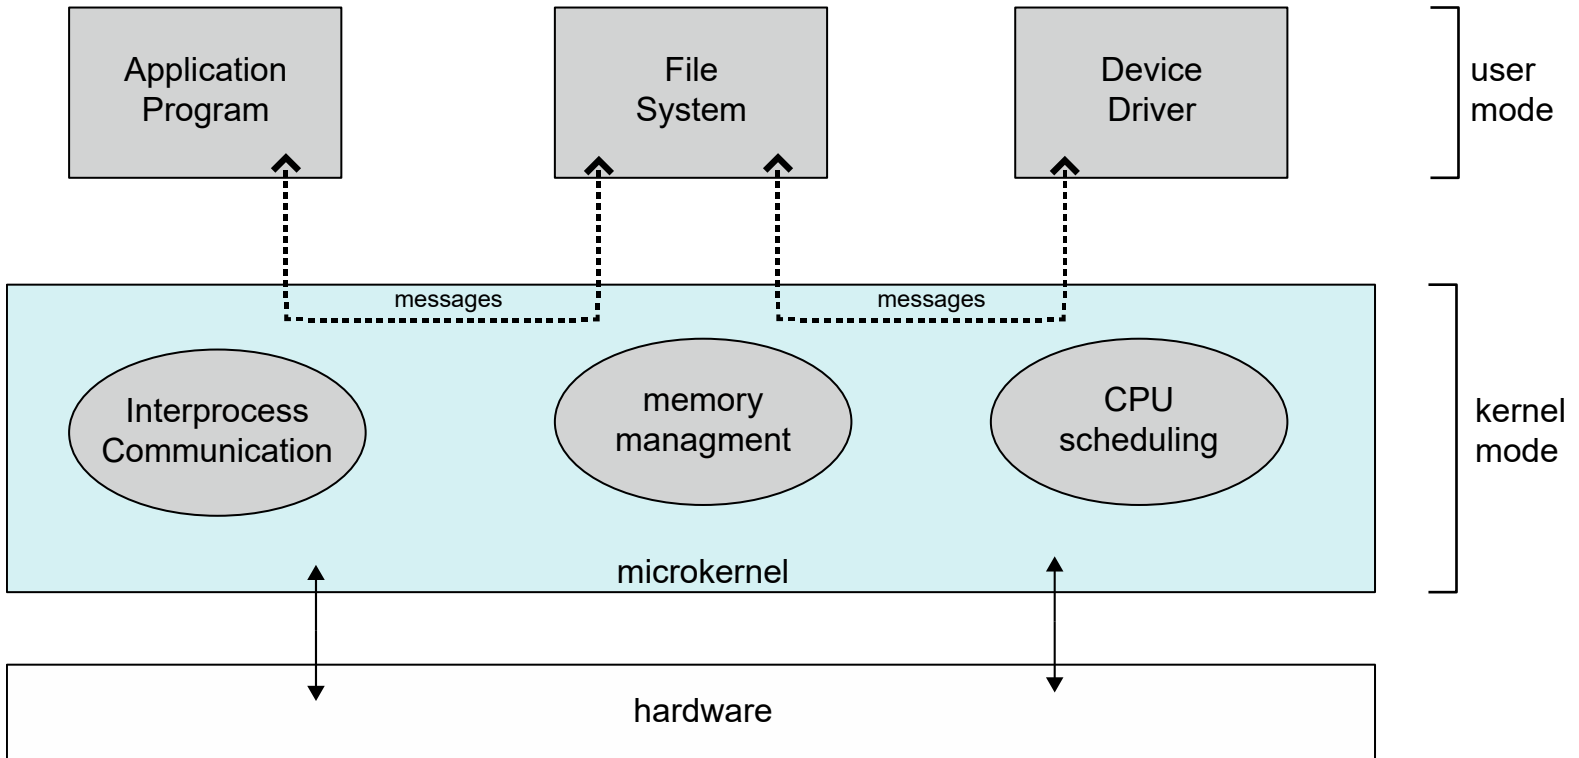 Application
Program
File
System
Device
Driver
user
mode
messages
messages
Interprocess
Communication
memory
managment
CPU
scheduling
kernel
mode
microkernel
hardware